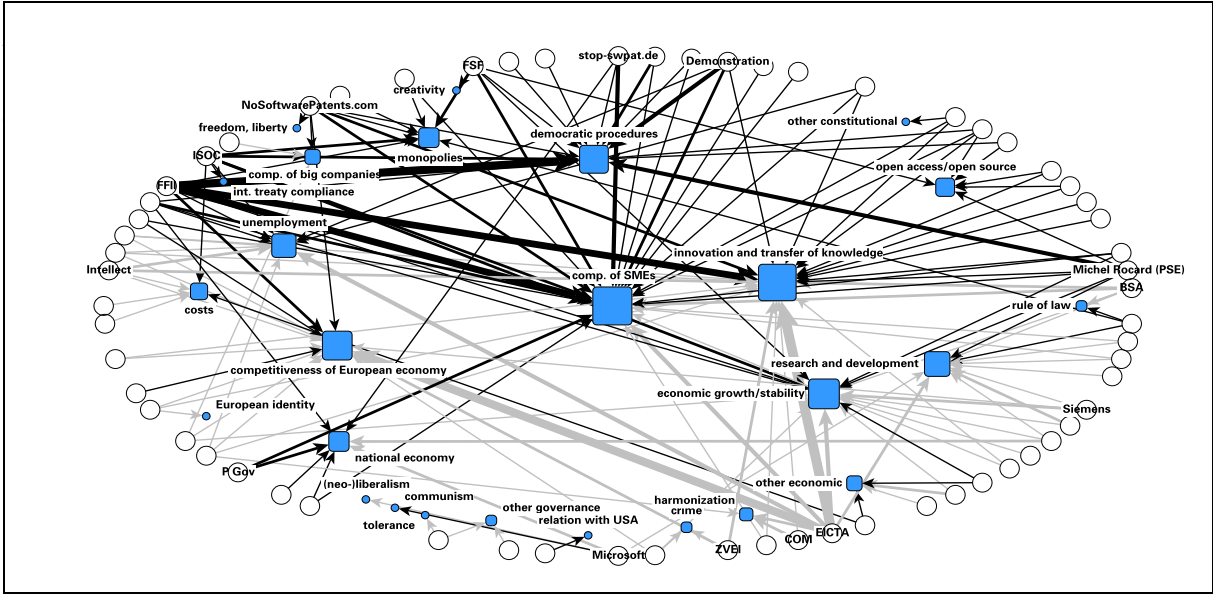 stop-swpat.de
Demonstration
FSF
creativity
NoSoftwarePatents.com
freedom, liberty
other constitutional
democratic procedures
ISOC
monopolies
open access/open source
comp. of big companies
FFII
int. treaty compliance
unemployment
innovation and transfer of knowledge
Intellect
comp. of SMEs
Michel Rocard (PSE)
BSA
costs
rule of law
research and development
competitiveness of European economy
economic growth/stability
European identity
Siemens
national economy
P Gov
(neo-)liberalism
other economic
communism
harmonization
other governance
crime
relation with USA
tolerance
EICTA
COM
ZVEI
Microsoft